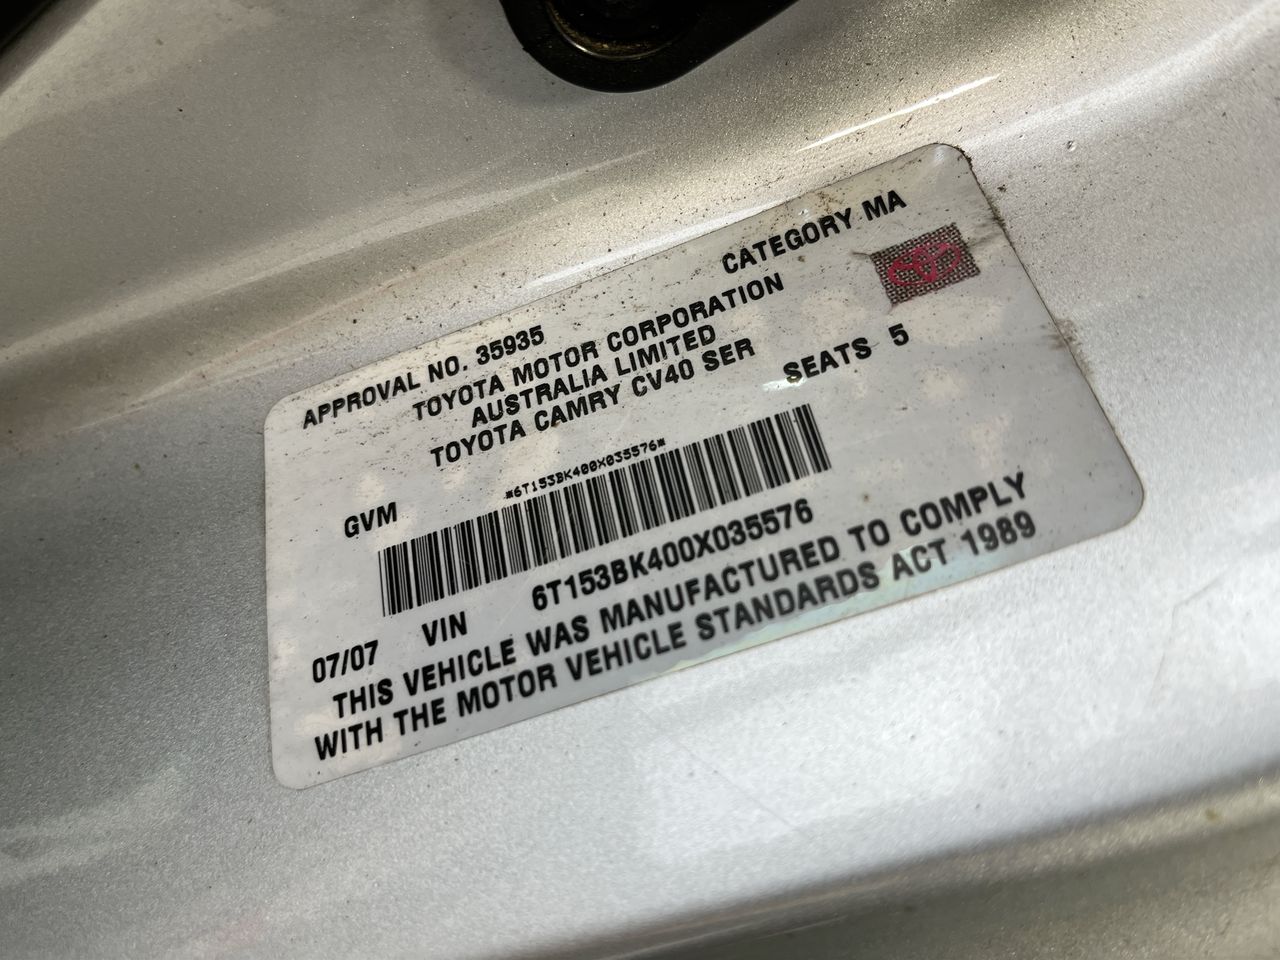 CATEGORY MA
APPROVAL NO. 35935
TOYOTA MOTOR CORPORATION
AUSTRALIA LIMITED
TOYOTA CAMRY CV40 SER
SEATS 5
GVM
*6T153BK400X035576*
6T153BK400X035576
07/07 VIN
THIS VEHICLE WAS MANUFACTURED TO COMPLY
WITH THE MOTOR VEHICLE STANDARDS ACT 1989